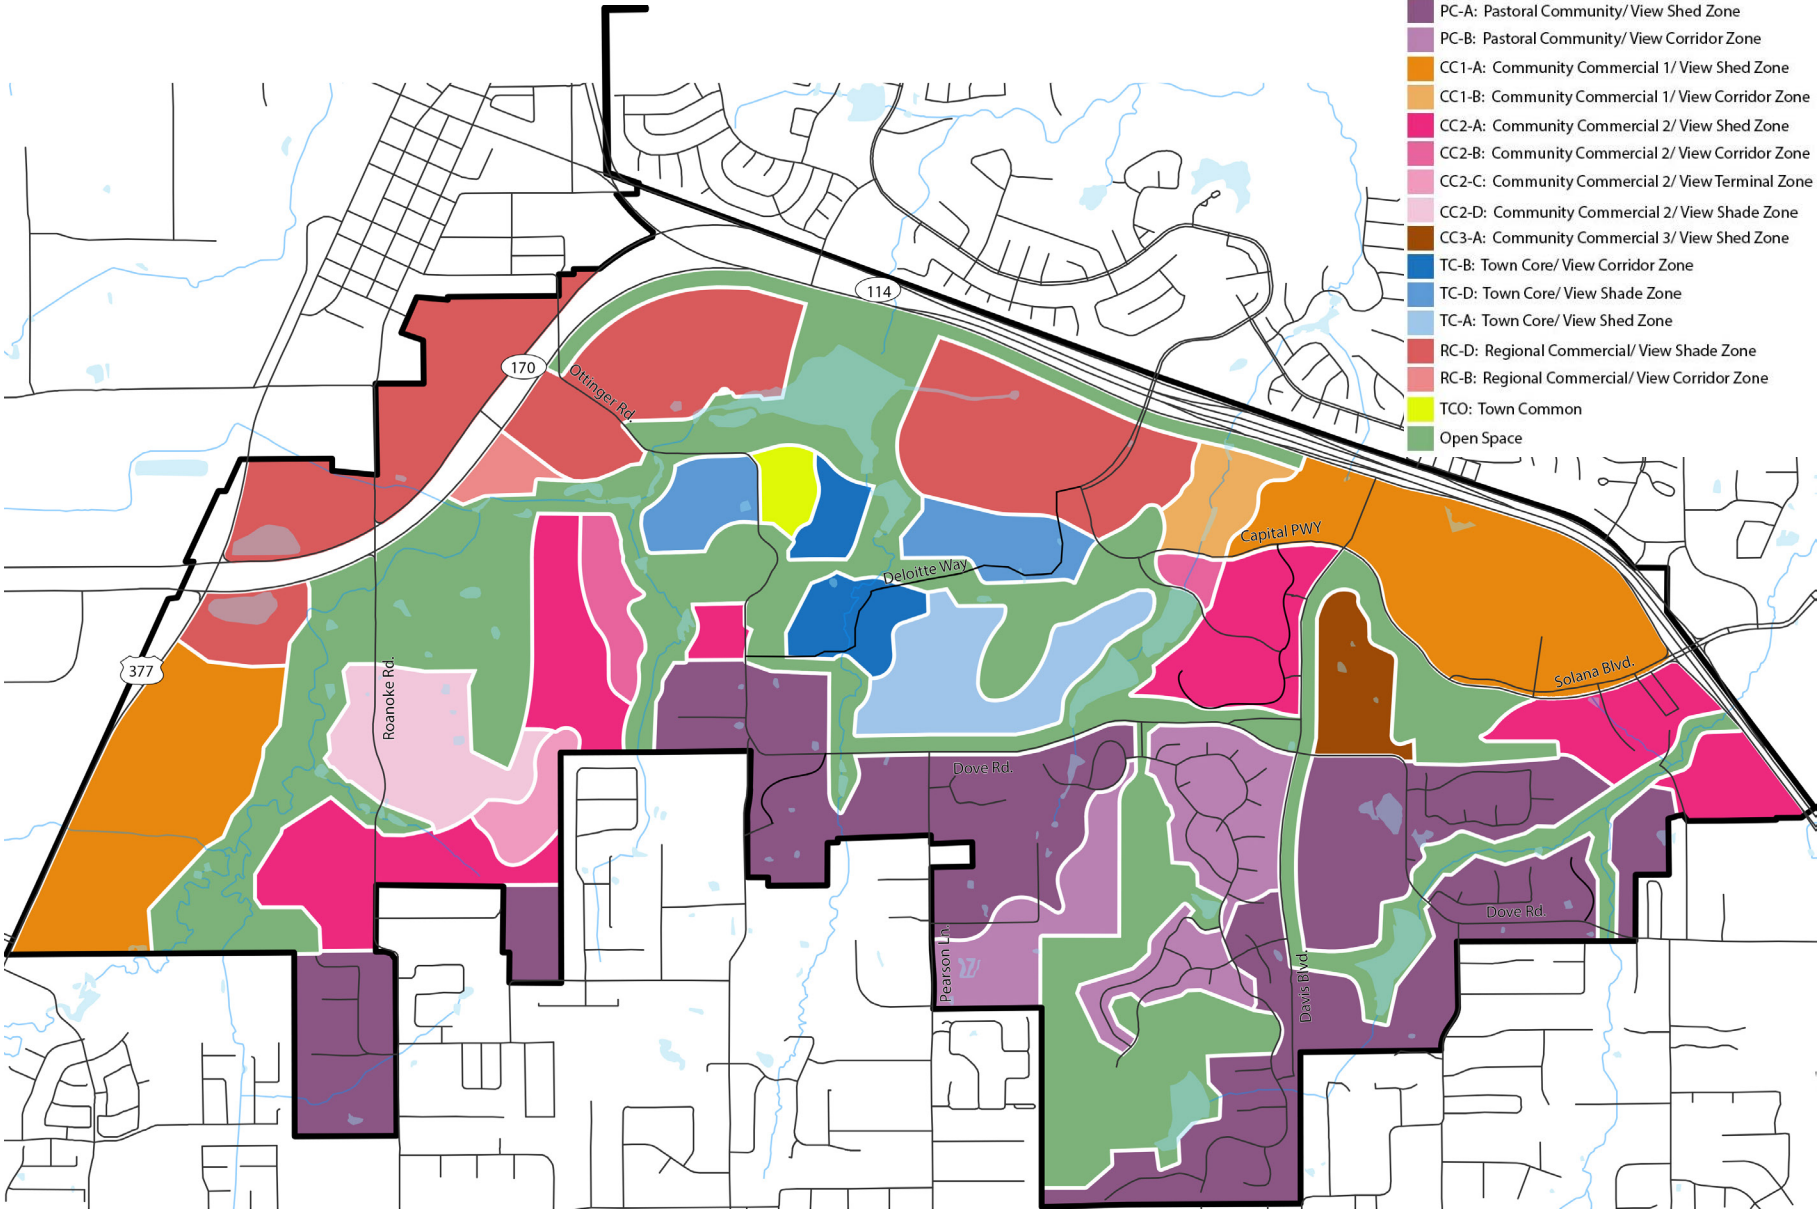 PC-A: Pastoral Community/ View Shed Zone
PC-B: Pastoral Community/ View Corridor Zone
CC1-A: Community Commercial 1/ View Shed Zone
CC1-B: Community Commercial 1/ View Corridor Zone
CC2-A: Community Commercial 2/ View Shed Zone
CC2-B: Community Commercial 2/ View Corridor Zone
CC2-C: Community Commercial 2/ View Terminal Zone
CC2-D: Community Commercial 2/ View Shade Zone
CC3-A: Community Commercial 3/ View Shed Zone
TC-B: Town Core/ View Corridor Zone
TC-D: Town Core/ View Shade Zone
TC-A: Town Core/ View Shed Zone
RC-D: Regional Commercial/ View Shade Zone
RC-B: Regional Commercial/ View Corridor Zone
TCO: Town Common
Open Space
114
170
Ottinger Rd.
Capital PWY
Deloitte Way
377
Roanoke Rd.
Solana Blvd.
Dove Rd.
Dove Rd.
Pearson Ln.
Davis Blvd.